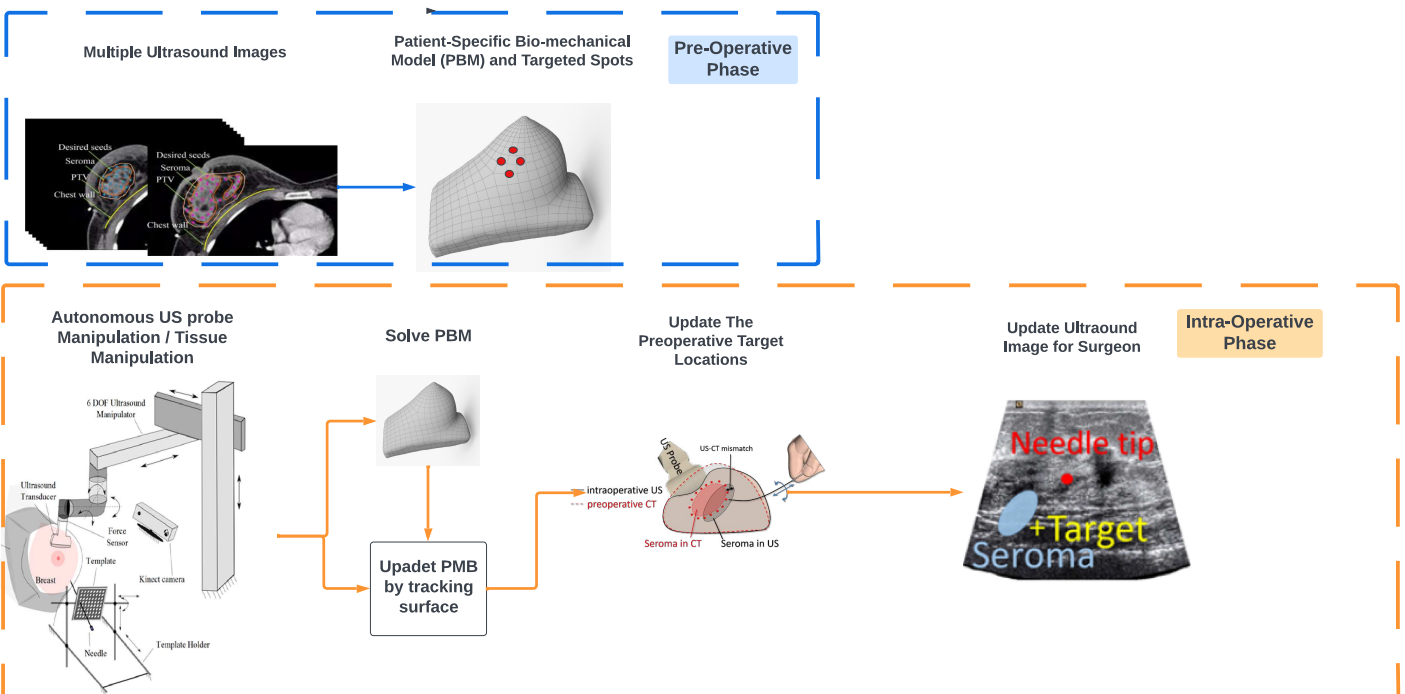 Multiple Ultrasound Images
Patient-Specific Bio-mechanical
Model (PBM) and Targeted Spots
Pre-Operative
Phase
Desired seeds
Seroma
PTV
Chest wall
Desired seeds
Seroma
PTV
Chest wall
Autonomous US probe
Manipulation / Tissue
Manipulation
Solve PBM
Update The
Preoperative Target
Locations
Update Ultraound
Image for Surgeon
Intra-Operative
Phase
6 DOF Ultrasound
Manipulator
Ultrasound
Transducer
Force
Sensor
Template
Kinect camera
Breast
Needle
Template Holder
Upadet PMB
by tracking
surface
US Probe
US-CT mismatch
intraoperative US
preoperative CT
Seroma in CT
Seroma in US
Needle tip
+Target
Seroma